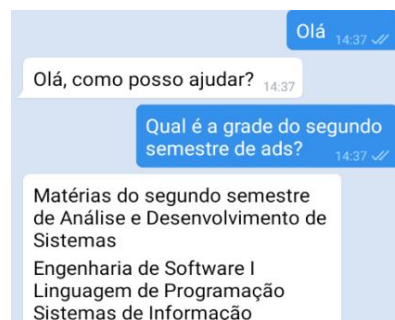 Olá
14:37
Olá, como posso ajudar?
14:37
Qual é a grade do segundo
semestre de ads?
14:37
Matérias do segundo semestre
de Análise e Desenvolvimento de
Sistemas
Engenharia de Software I
Linguagem de Programação
Sistemas de Informação